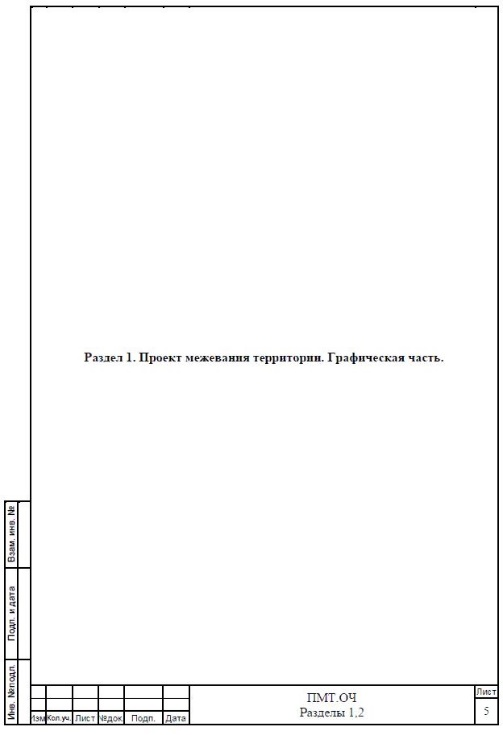 Раздел 1. Проект межевания территории. Графическая часть.
Взам. инв. №
Подп. и дата
Инв. №подл.
Изм Кол.уч. Лист №док. Подп. Дата
ПМТ.ОЧ
Разделы 1,2
Лист
5